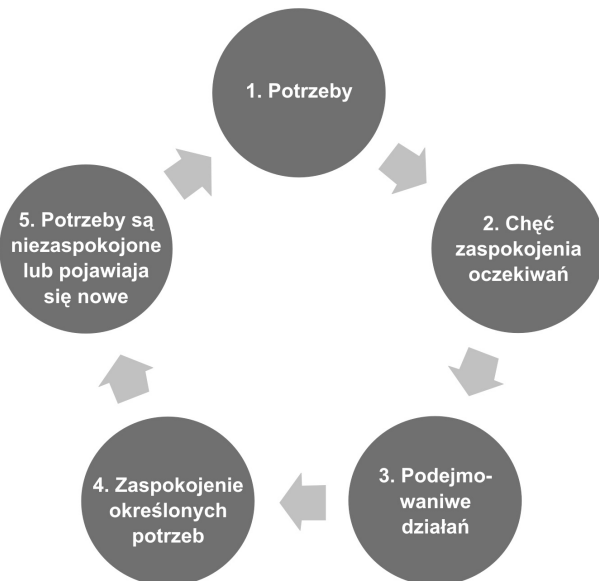 1. Potrzeby
2. Chęć
zaspokojenia
oczekiwań
3. Podejmo-
waniwe
działań
4. Zaspokojenie
określonych
potrzeb
5. Potrzeby są
niezaspokojone
lub pojawiaja
się nowe